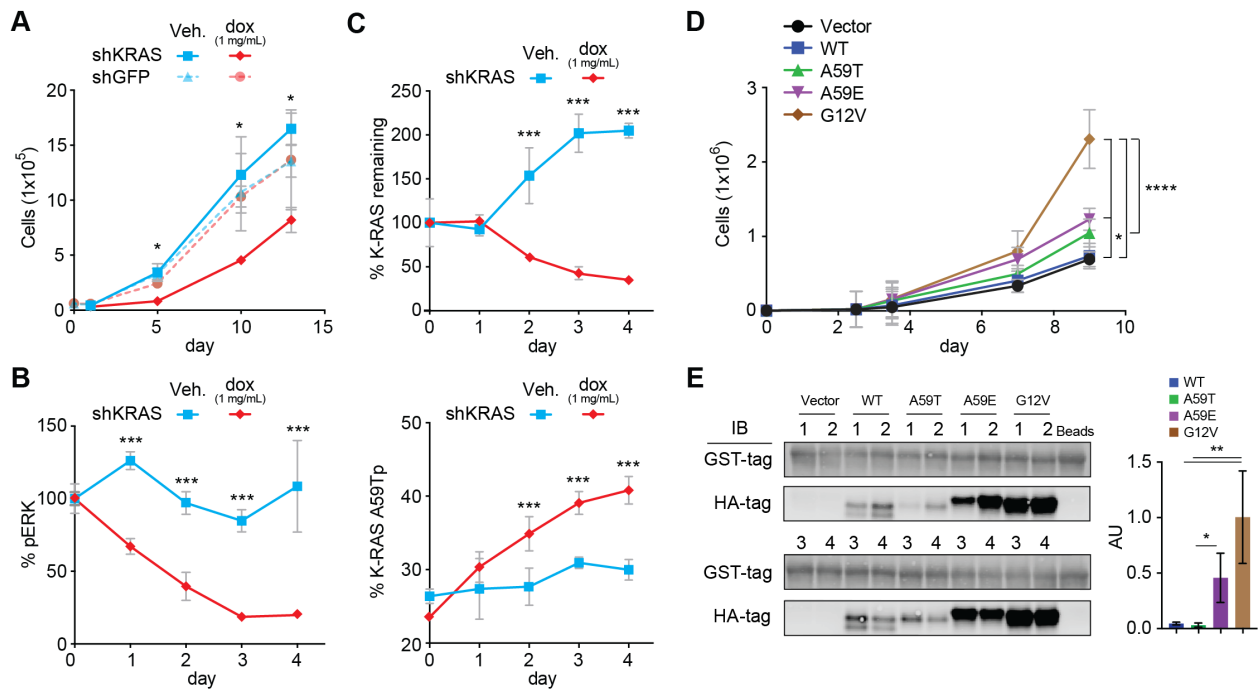 A
Veh. dox
(1 mg/mL)
shKRAS
shGFP
Cells (1x10⁵)
20
15
10
5
0
* * *
0 5 10 15
day
C
Veh. dox
(1 mg/mL)
shKRAS
% K-RAS remaining
250
200
150
100
50
0
*** *** ***
0 1 2 3 4
day
D
Vector
WT
A59T
A59E
G12V
Cells (1x10⁶)
3
2
1
0
****
*
0 2 4 6 8 10
day
B
Veh. dox
(1 mg/mL)
shKRAS
% pERK
150
100
50
0
*** *** *** ***
0 1 2 3 4
day
Veh. dox
(1 mg/mL)
shKRAS
% K-RAS A59Tp
50
40
30
20
*** *** ***
0 1 2 3 4
day
E
Vector WT A59T A59E G12V
IB 1 2 1 2 1 2 1 2 1 2 Beads
GST-tag
HA-tag
3 4 3 4 3 4 3 4 3 4
GST-tag
HA-tag
WT
A59T
A59E
G12V
AU
1.5
1.0
0.5
0.0
**
*